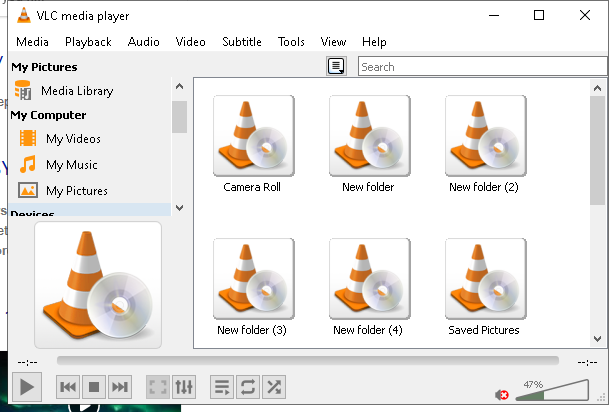 VLC media player
Media Playback Audio Video Subtitle Tools View Help
My Pictures
Search
Media Library
My Computer
My Videos
My Music
My Pictures
Devices
Camera Roll
New folder
New folder (2)
New folder (3)
New folder (4)
Saved Pictures
--:--
--:--
47%